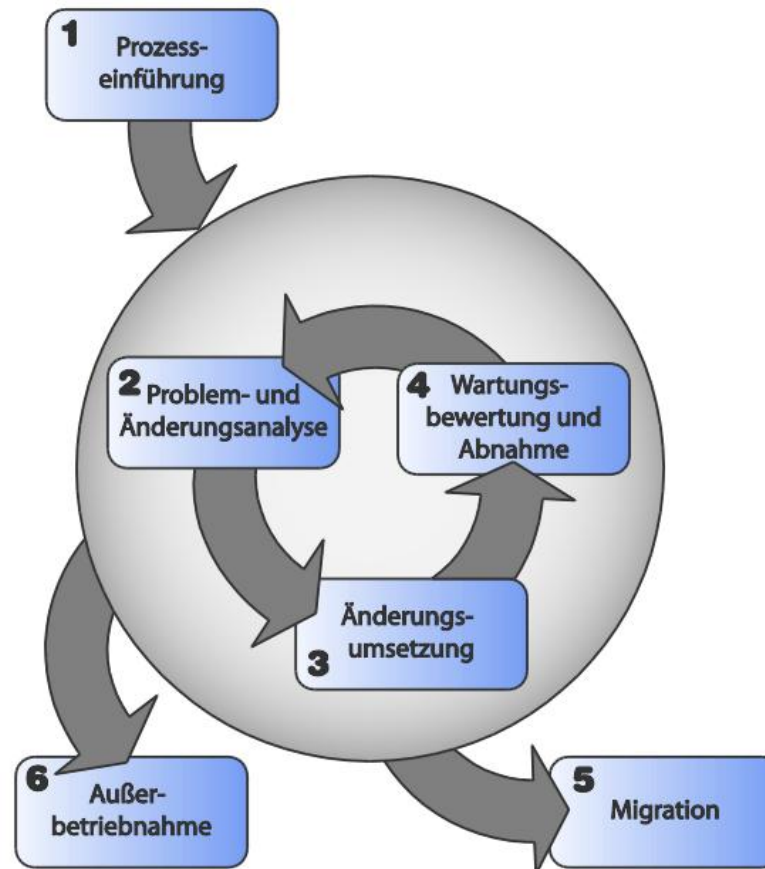 1 Prozess-
einführung
2 Problem- und
Änderungsanalyse
4 Wartungs-
bewertung und
Abnahme
Änderungs-
3 umsetzung
6 Außer-
betriebnahme
5 Migration